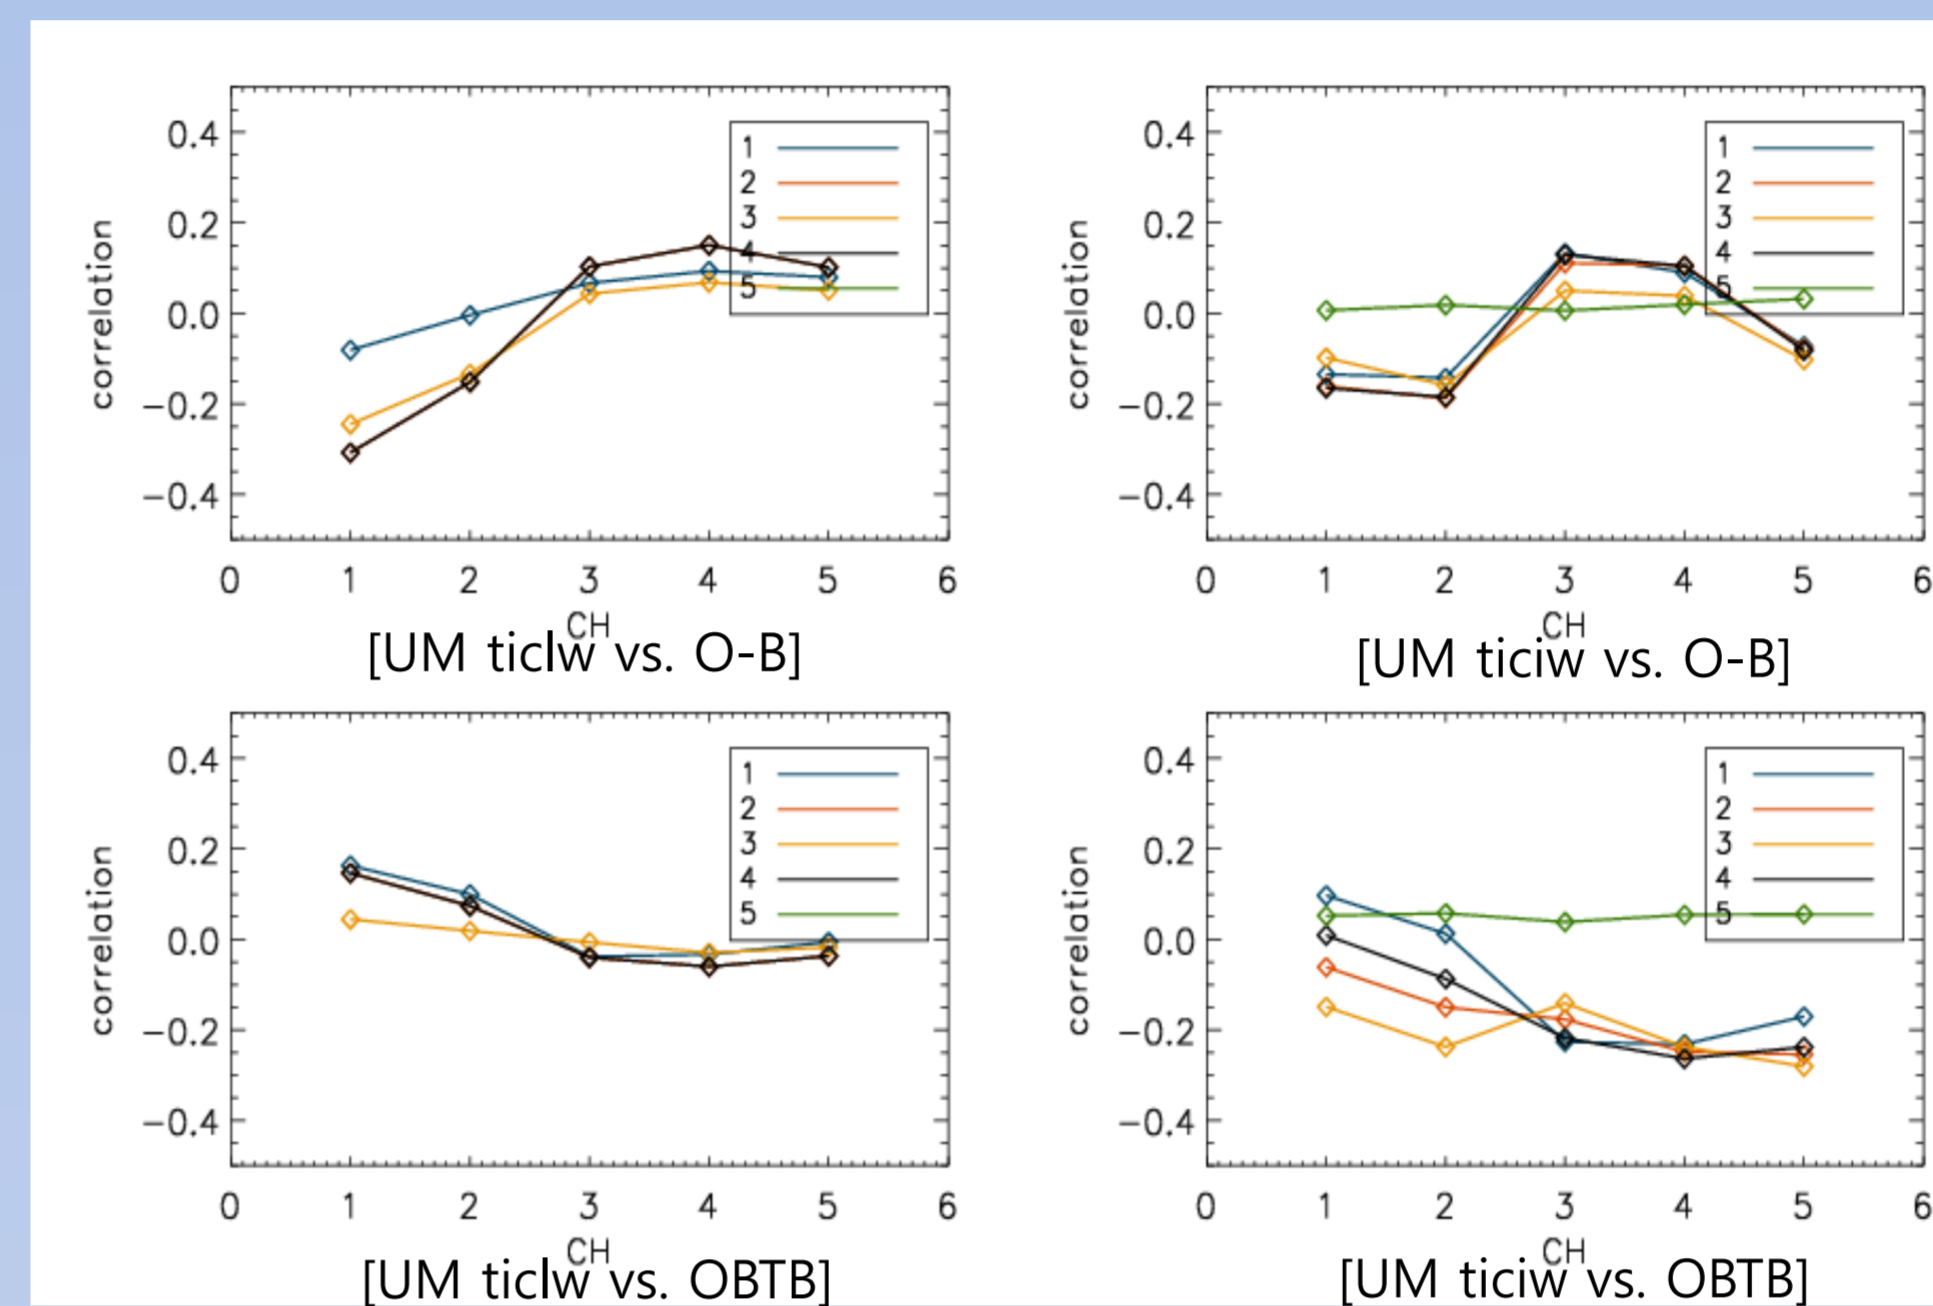 0.4
0.2
0.0
−0.2
−0.4
correlation
1
2
3
4
5
0 1 2 3 4 5 6
CH
[UM ticlw vs. O-B]
0.4
0.2
0.0
−0.2
−0.4
correlation
1
2
3
4
5
0 1 2 3 4 5 6
CH
[UM ticiw vs. O-B]
0.4
0.2
0.0
−0.2
−0.4
correlation
1
2
3
4
5
0 1 2 3 4 5 6
CH
[UM ticlw vs. OBTB]
0.4
0.2
0.0
−0.2
−0.4
correlation
1
2
3
4
5
0 1 2 3 4 5 6
CH
[UM ticiw vs. OBTB]